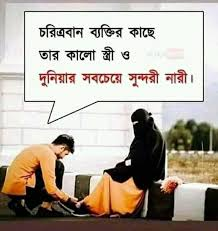 চরিত্রবান ব্যক্তির কাছে
তার কালো স্ত্রী ও
দুনিয়ার সবচেয়ে সুন্দরী নারী।